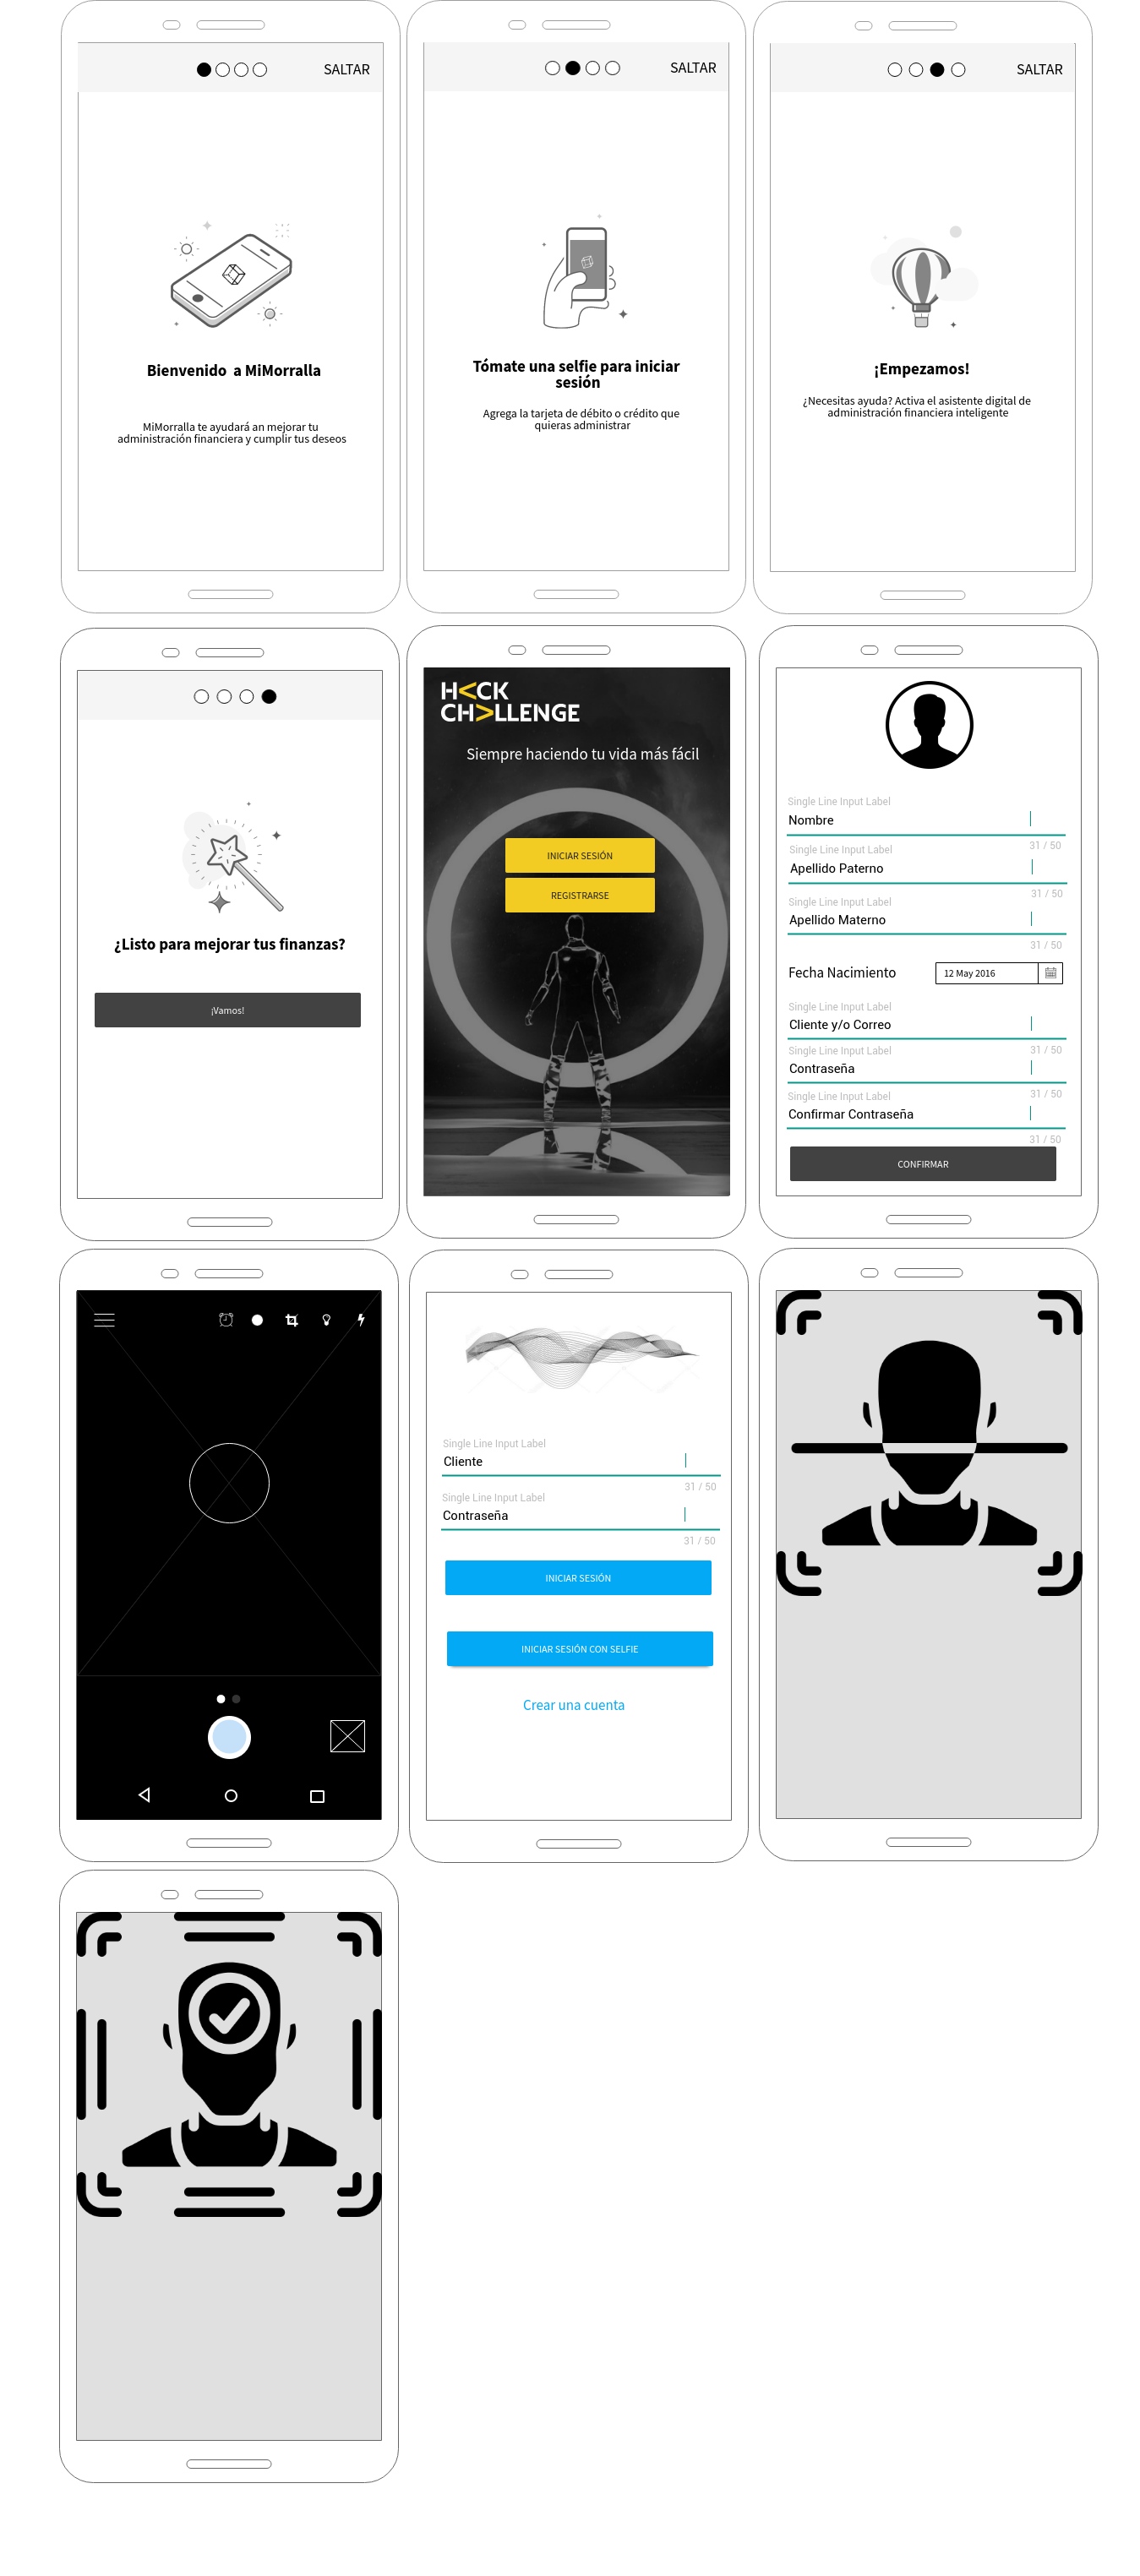 SALTAR
Bienvenido  a MiMorralla
MiMorralla te ayudará an mejorar tu
administración financiera y cumplir tus deseos
SALTAR
Tómate una selfie para iniciar
sesión
Agrega la tarjeta de débito o crédito que
quieras administrar
SALTAR
¡Empezamos!
¿Necesitas ayuda? Activa el asistente digital de
administración financiera inteligente
¿Listo para mejorar tus finanzas?
¡Vamos!
H<CK
CH>LLENGE
Siempre haciendo tu vida más fácil
INICIAR SESIÓN
REGISTRARSE
Single Line Input Label
Nombre
31 / 50
Single Line Input Label
Apellido Paterno
31 / 50
Single Line Input Label
Apellido Materno
31 / 50
Fecha Nacimiento
12 May 2016
Single Line Input Label
Cliente y/o Correo
31 / 50
Single Line Input Label
Contraseña
31 / 50
Single Line Input Label
Confirmar Contraseña
31 / 50
CONFIRMAR
Single Line Input Label
Cliente
31 / 50
Single Line Input Label
Contraseña
31 / 50
INICIAR SESIÓN
INICIAR SESIÓN CON SELFIE
Crear una cuenta